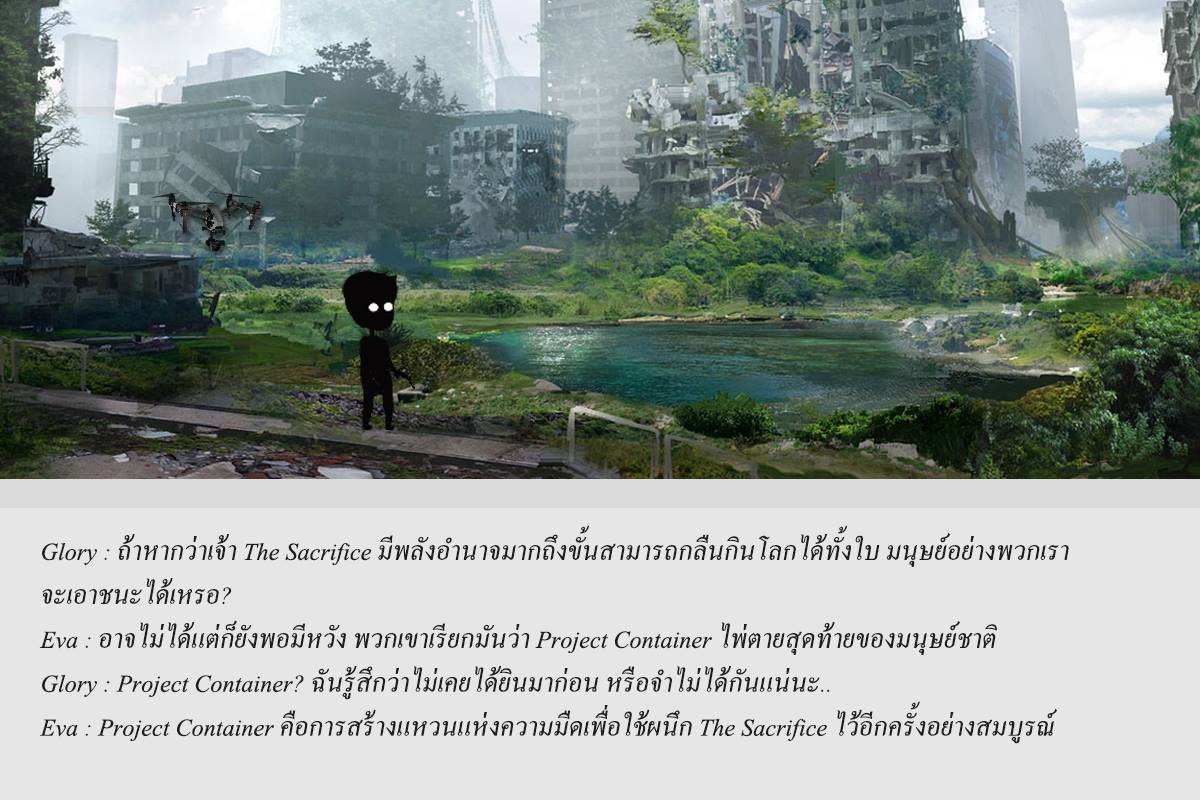 Glory : ถ้าหากว่าเจ้า The Sacrifice มีพลังอำนาจมากถึงขั้นสามารถกลืนกินโลกได้ทั้งใบ มนุษย์อย่างพวกเรา
จะเอาชนะได้เหรอ?
Eva : อาจไม่ได้แต่ก็ยังพอมีหวัง พวกเขาเรียกมันว่า Project Container ไพ่ตายสุดท้ายของมนุษย์ชาติ
Glory : Project Container? ฉันรู้สึกว่าไม่เคยได้ยินมาก่อน หรือจำไม่ได้กันแน่นะ..
Eva : Project Container คือการสร้างแหวนแห่งความมืดเพื่อใช้ผนึก The Sacrifice ไว้อีกครั้งอย่างสมบูรณ์